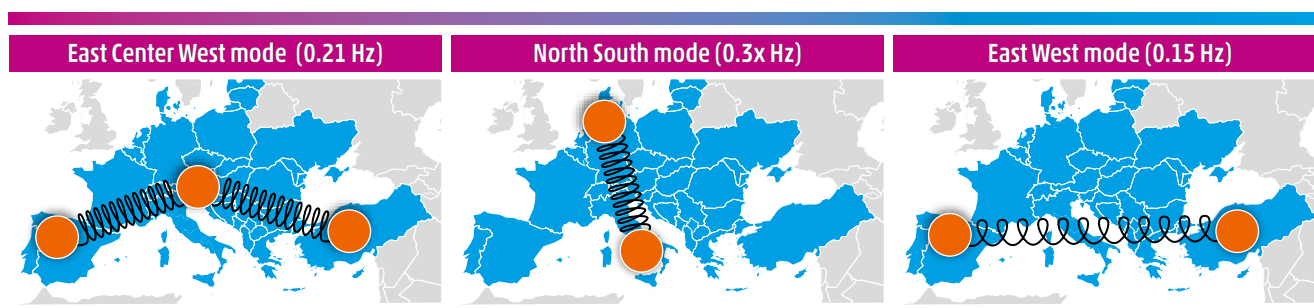 East Center West mode (0.21 Hz)
North South mode (0.3x Hz)
East West mode (0.15 Hz)